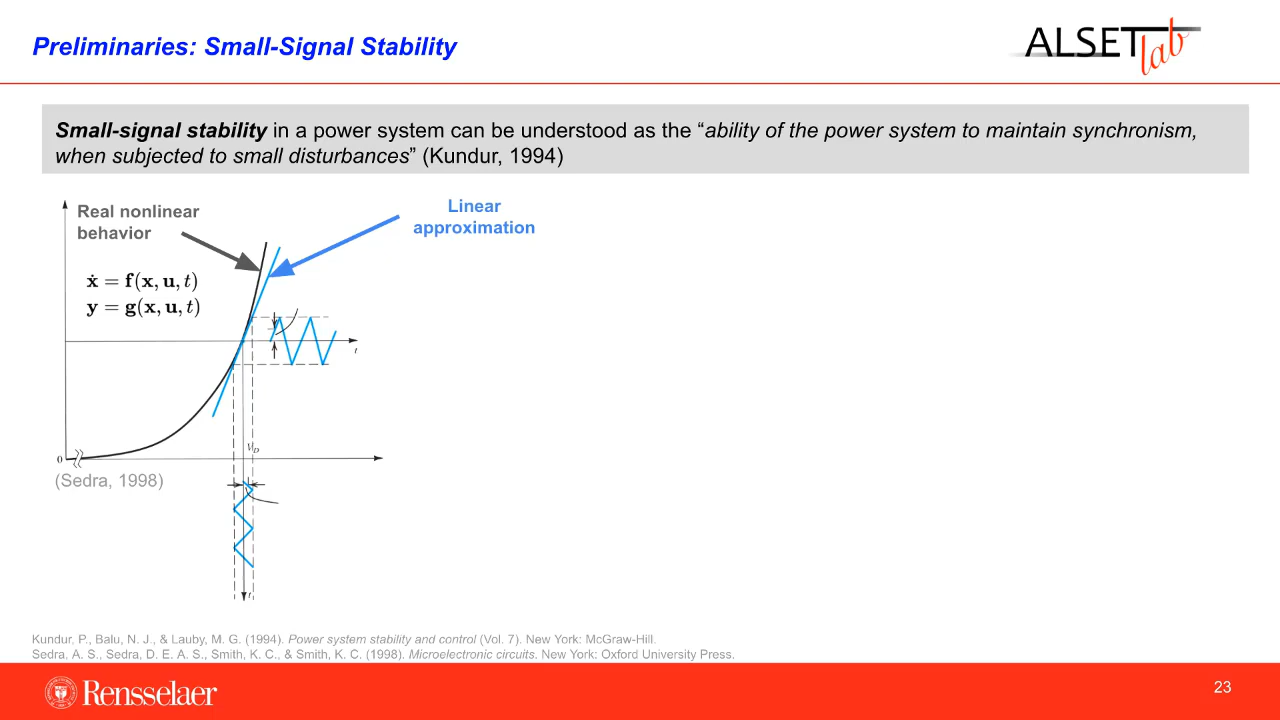 Preliminaries: Small-Signal Stability
ALSET lab
Small-signal stability in a power system can be understood as the “ability of the power system to maintain synchronism,
when subjected to small disturbances” (Kundur, 1994)
Real nonlinear
behavior
Linear
approximation
ẋ = f(x, u, t)
y = g(x, u, t)
t
V_D
0
(Sedra, 1998)
t
Kundur, P., Balu, N. J., & Lauby, M. G. (1994). Power system stability and control (Vol. 7). New York: McGraw-Hill.
Sedra, A. S., Sedra, D. E. A. S., Smith, K. C., & Smith, K. C. (1998). Microelectronic circuits. New York: Oxford University Press.
Rensselaer
23